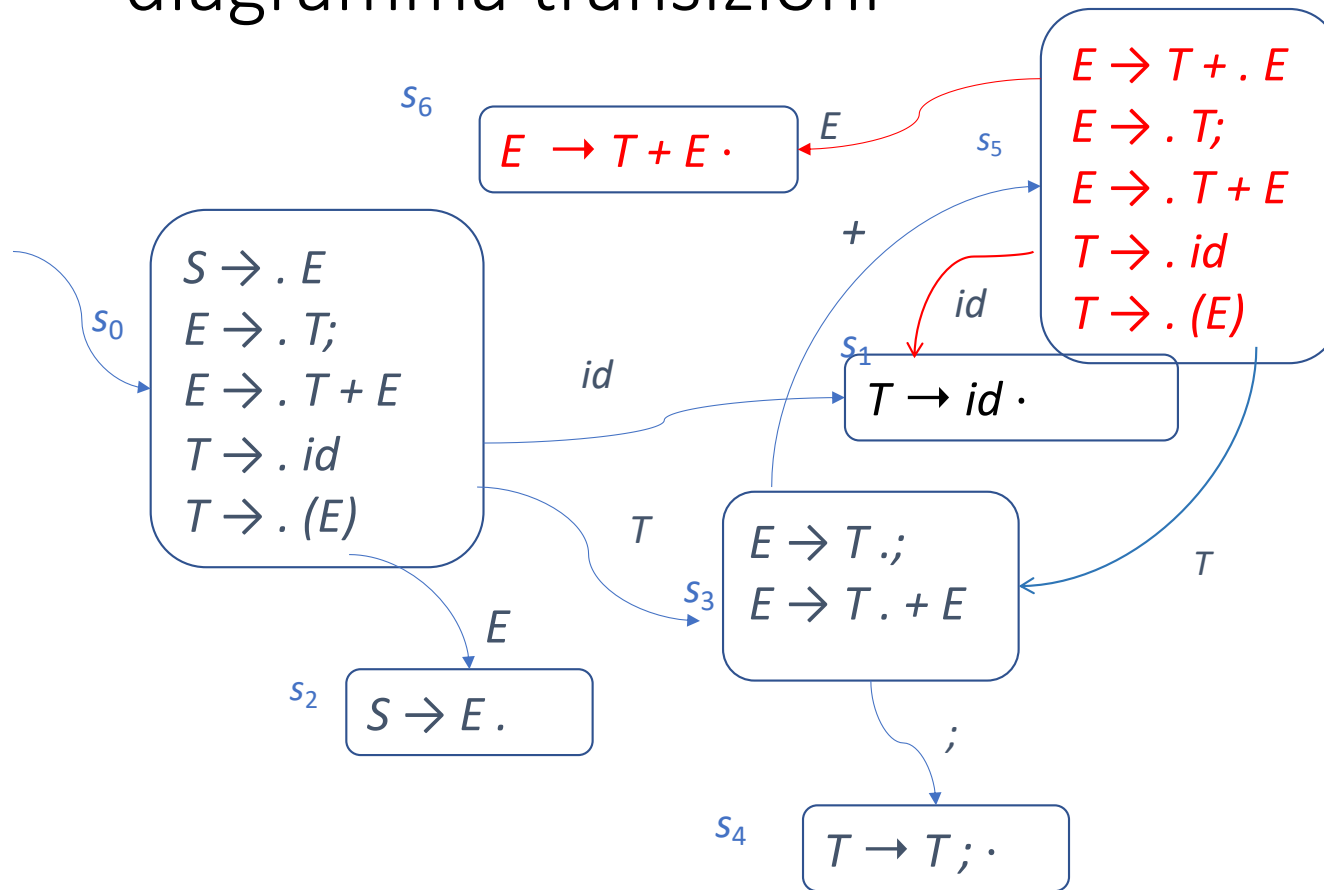 diagramma transizioni
s6
E → T + E ·
E
s5
E → T + . E
E → . T;
E → . T + E
T → . id
T → . (E)
s0
S → . E
E → . T;
E → . T + E
T → . id
T → . (E)
+
id
id
s1
T → id ·
T
s3
E → T .;
E → T . + E
T
E
s2
S → E .
;
s4
T → T ; ·